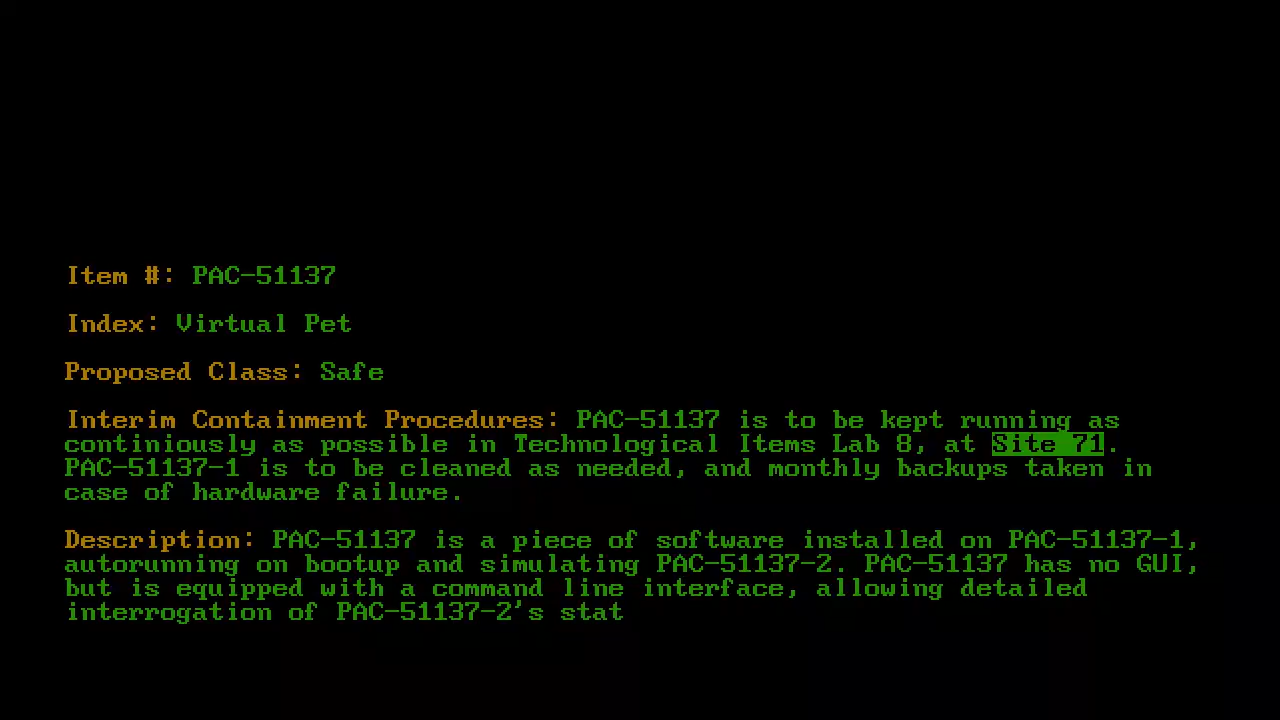 Item #: PAC-51137
Index: Virtual Pet
Proposed Class: Safe
Interim Containment Procedures: PAC-51137 is to be kept running as
continiously as possible in Technological Items Lab 8, at Site 71.
PAC-51137-1 is to be cleaned as needed, and monthly backups taken in
case of hardware failure.
Description: PAC-51137 is a piece of software installed on PAC-51137-1,
autorunning on bootup and simulating PAC-51137-2. PAC-51137 has no GUI,
but is equipped with a command line interface, allowing detailed
interrogation of PAC-51137-2's stat